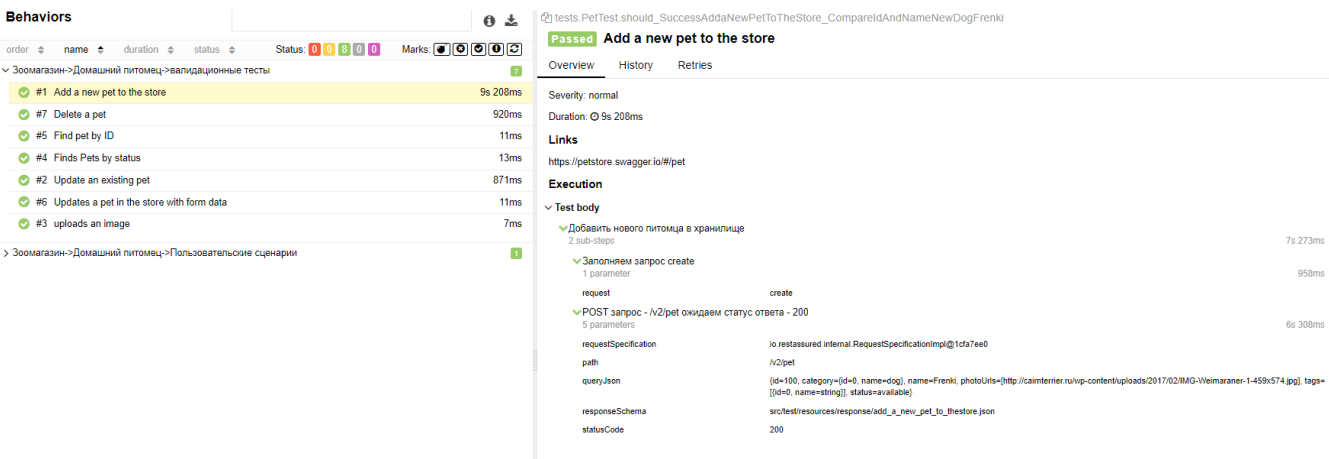 Behaviors
order name duration status Status: 0 0 8 0 0 Marks:
Зоомагазин->Домашний питомец->валидационные тесты 7
#1 Add a new pet to the store 9s 208ms
#7 Delete a pet 920ms
#5 Find pet by ID 11ms
#4 Finds Pets by status 13ms
#2 Update an existing pet 871ms
#6 Updates a pet in the store with form data 11ms
#3 uploads an image 7ms
Зоомагазин->Домашний питомец->Пользовательские сценарии 1
tests.PetTest.should_SuccessAddaNewPetToTheStore_CompareIdAndNameNewDogFrenki
Passed Add a new pet to the store
Overview History Retries
Severity: normal
Duration: 9s 208ms
Links
https://petstore.swagger.io/#/pet
Execution
Test body
Добавить нового питомца в хранилище
2 sub-steps 7s 273ms
Заполняем запрос create
1 parameter 958ms
request create
POST запрос - /v2/pet ожидаем статус ответа - 200
5 parameters 6s 308ms
requestSpecification io.restassured.internal.RequestSpecificationImpl@1cfa7ee0
path /v2/pet
queryJson {id=100, category={id=0, name=dog}, name=Frenki, photoUrls=[http://cairnterrier.ru/wp-content/uploads/2017/02/IMG-Weimaraner-1-459x574.jpg], tags=
[{id=0, name=string}], status=available}
responseSchema src/test/resources/response/add_a_new_pet_to_thestore.json
statusCode 200